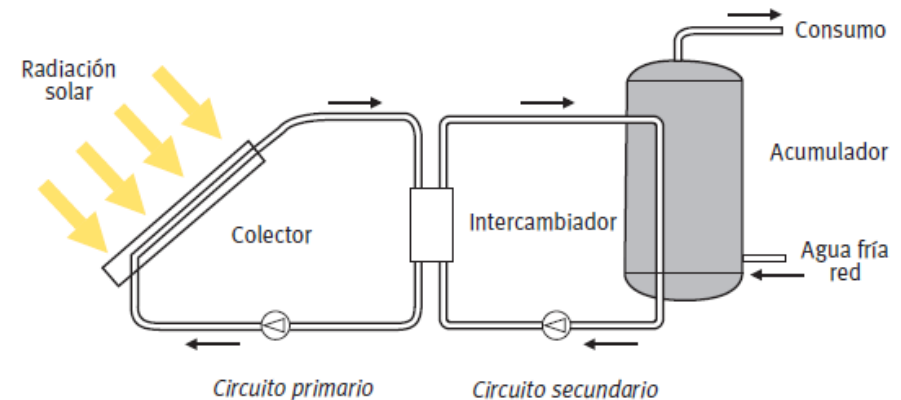 Consumo
Radiación
solar
Acumulador
Colector
Intercambiador
Agua fría
red
Circuito primario
Circuito secundario